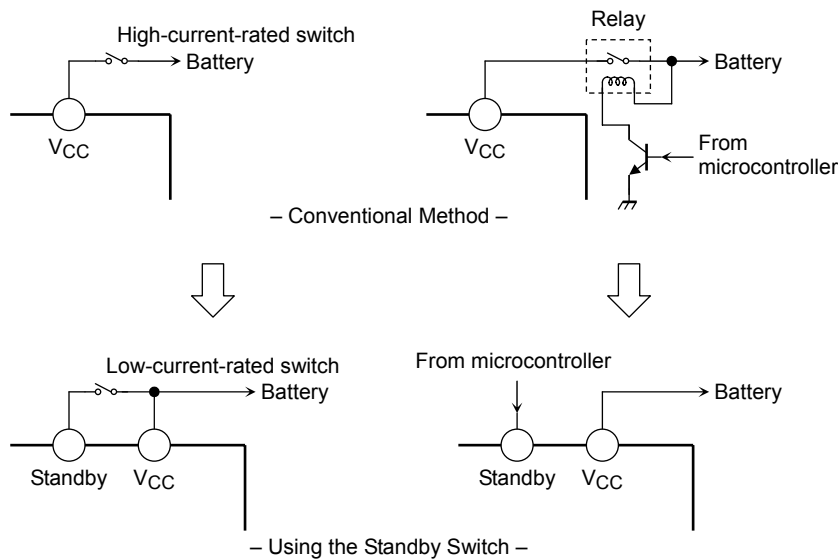 High-current-rated switch
Battery
VCC
Relay
Battery
VCC
From
microcontroller
– Conventional Method –
Low-current-rated switch
Battery
Standby
VCC
From microcontroller
Battery
Standby
VCC
– Using the Standby Switch –